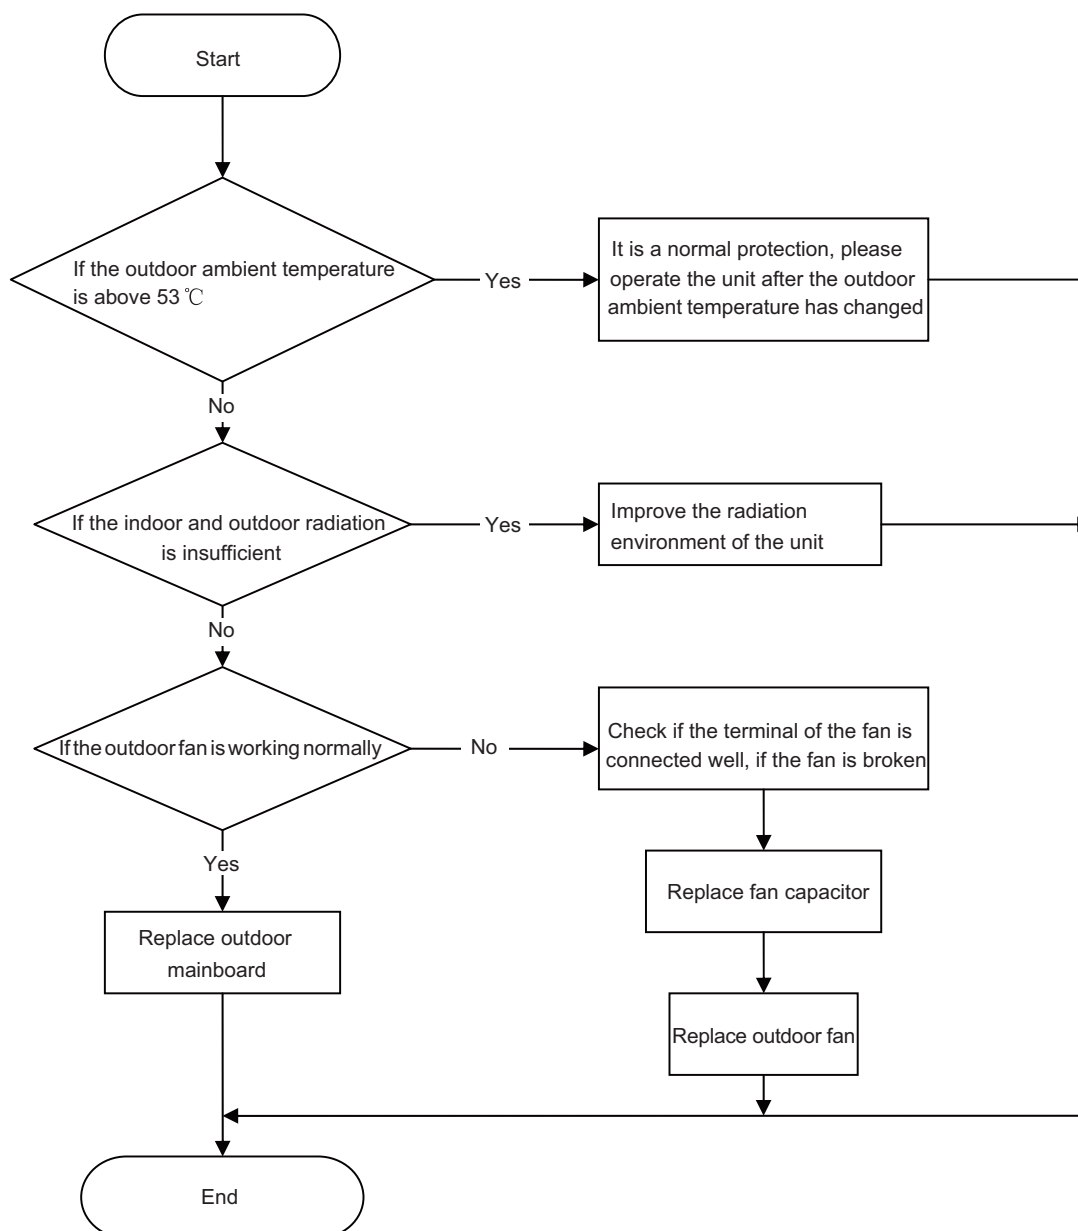 Start
If the outdoor ambient temperature
is above 53 ℃
Yes
It is a normal protection, please
operate the unit after the outdoor
ambient temperature has changed
No
If the indoor and outdoor radiation
is insufficient
Yes
Improve the radiation
environment of the unit
No
If the outdoor fan is working normally
No
Check if the terminal of the fan is
connected well, if the fan is broken
Yes
Replace fan capacitor
Replace outdoor
mainboard
Replace outdoor fan
End